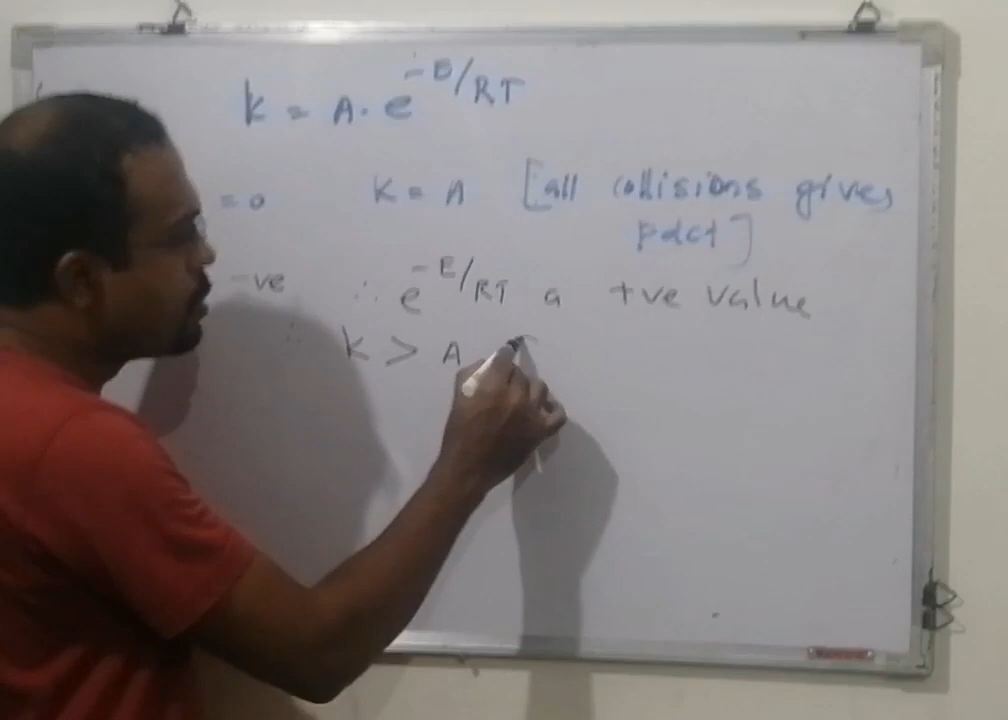 k = A. e^-E/RT
= 0 K = A [all collisions gives
pdct]
-ve ∴ e^-E/RT a +ve value
∴ k > A